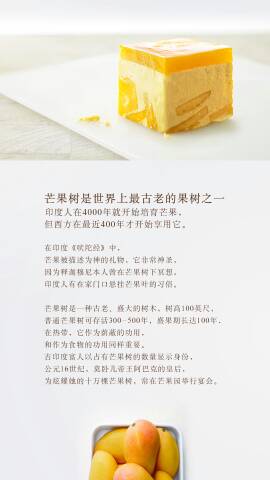 芒果树是世界上最古老的果树之一
印度人在4000年就开始培育芒果，
但西方在最近400年才开始享用它。
在印度《吠陀经》中，
芒果被描述为神的礼物，它非常神圣，
因为释迦穆尼本人曾在芒果树下冥想，
印度人有在家门口悬挂芒果叶的习俗。
芒果树是一种古老、盛大的树木，树高100英尺，
普通芒果树可存活300-500年，盛果期长达100年，
在热带，它作为荫蔽的功用，
和作为食物的功用同样重要。
古印度富人以占有芒果树的数量显示身份，
公元16世纪，莫卧儿帝王阿巴克的皇后，
为炫耀她的十万棵芒果树，常在芒果园举行宴会。